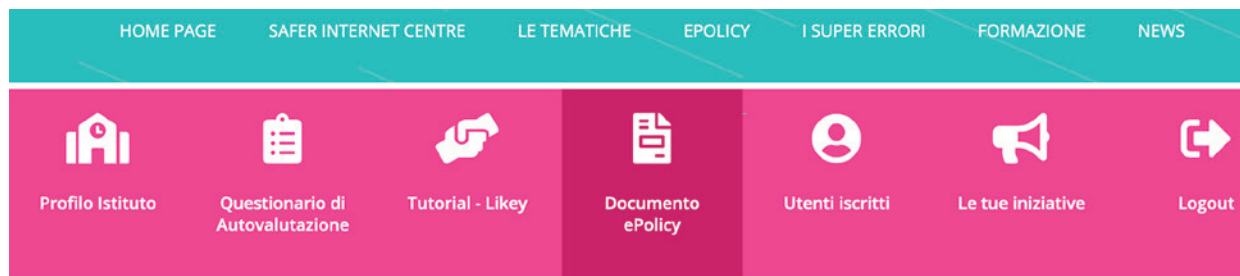 HOME PAGE SAFER INTERNET CENTRE LE TEMATICHE EPOLICY I SUPER ERRORI FORMAZIONE NEWS
Profilo Istituto
Questionario di
Autovalutazione
Tutorial - Likey
Documento
ePolicy
Utenti iscritti
Le tue iniziative
Logout